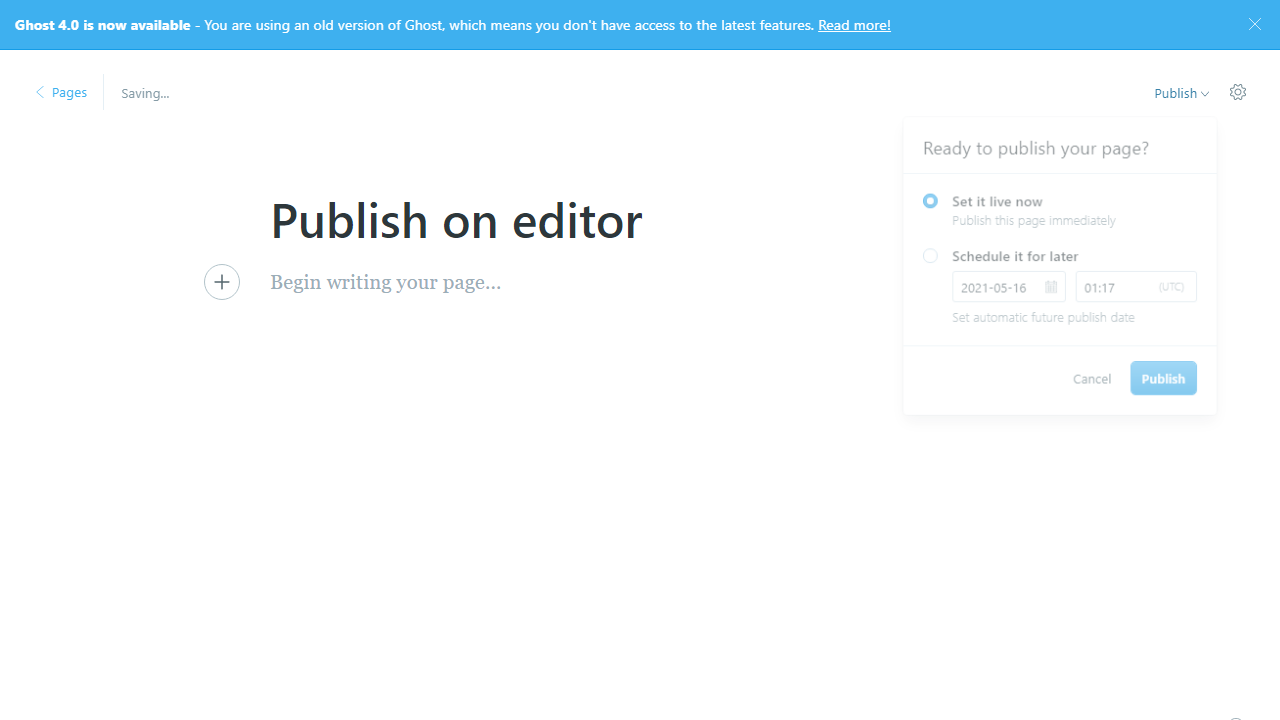 Ghost 4.0 is now available - You are using an old version of Ghost, which means you don't have access to the latest features. Read more!
Pages
Saving...
Publish
Ready to publish your page?
Set it live now
Publish this page immediately
Schedule it for later
2021-05-16
01:17
(UTC)
Set automatic future publish date
Cancel
Publish
Publish on editor
Begin writing your page...